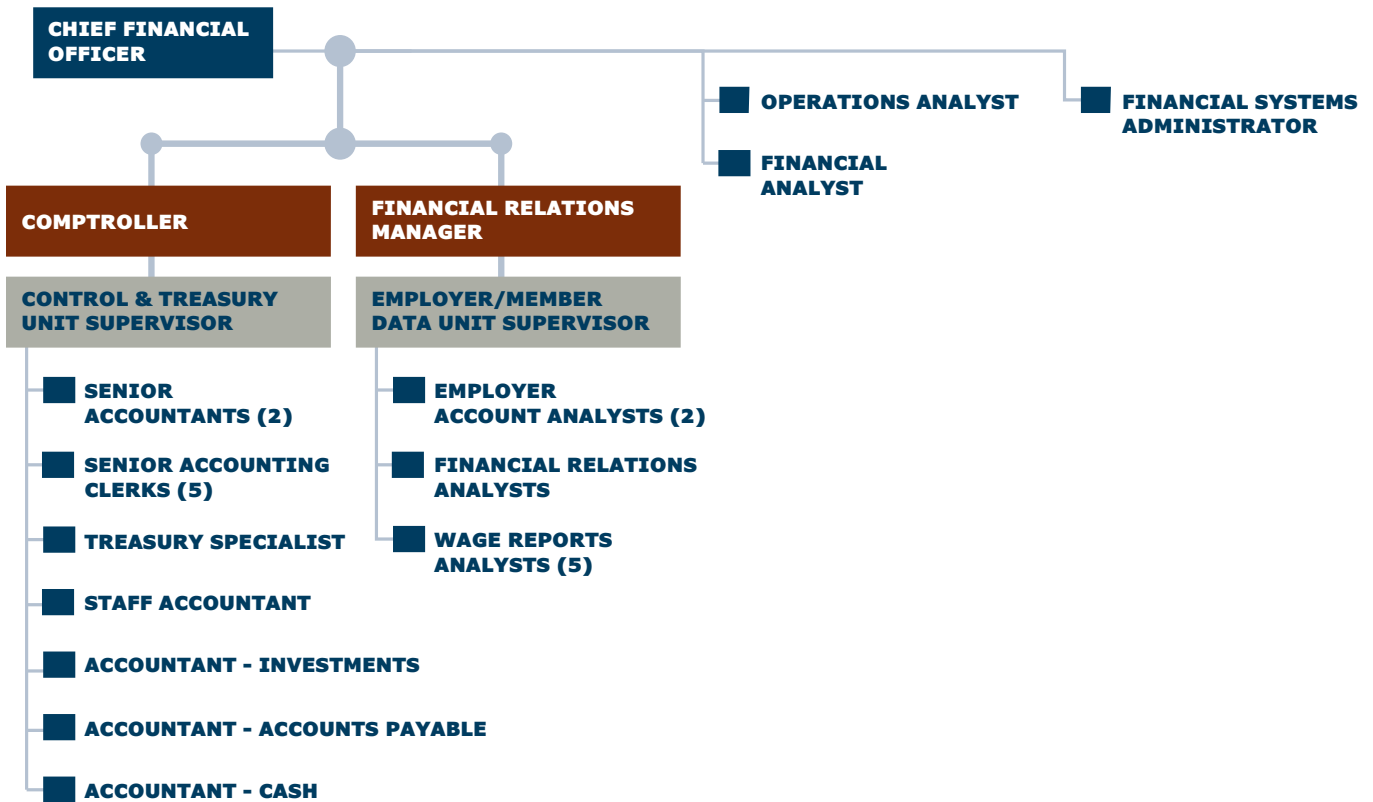 CHIEF FINANCIAL
OFFICER
OPERATIONS ANALYST
FINANCIAL
ANALYST
FINANCIAL SYSTEMS
ADMINISTRATOR
COMPTROLLER
CONTROL & TREASURY
UNIT SUPERVISOR
SENIOR
ACCOUNTANTS (2)
SENIOR ACCOUNTING
CLERKS (5)
TREASURY SPECIALIST
STAFF ACCOUNTANT
ACCOUNTANT - INVESTMENTS
ACCOUNTANT - ACCOUNTS PAYABLE
ACCOUNTANT - CASH
FINANCIAL RELATIONS
MANAGER
EMPLOYER/MEMBER
DATA UNIT SUPERVISOR
EMPLOYER
ACCOUNT ANALYSTS (2)
FINANCIAL RELATIONS
ANALYSTS
WAGE REPORTS
ANALYSTS (5)